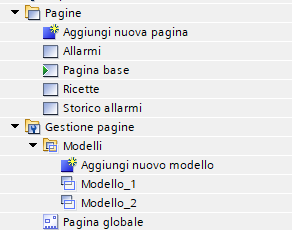 Pagine
Aggiungi nuova pagina
Allarmi
Pagina base
Ricette
Storico allarmi
Gestione pagine
Modelli
Aggiungi nuovo modello
Modello_1
Modello_2
Pagina globale